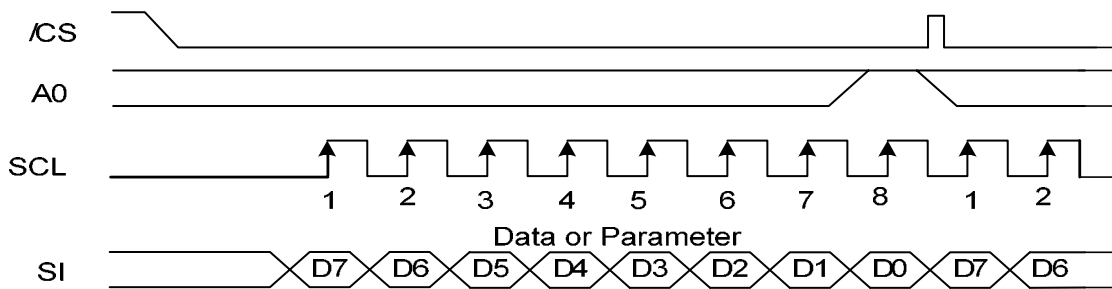 /CS
A0
SCL
1 2 3 4 5 6 7 8 1 2
Data or Parameter
SI D7 D6 D5 D4 D3 D2 D1 D0 D7 D6